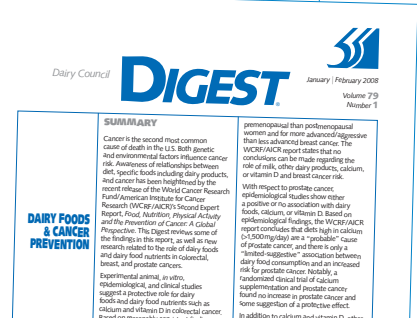 Dairy Council
DIGEST
January | February 2008
Volume 79
Number 1
DAIRY FOODS
& CANCER
PREVENTION
SUMMARY
Cancer is the second most common
cause of death in the U.S. Both genetic
and environmental factors influence cancer
risk. Awareness of relationships between
diet, specific foods including dairy products,
and cancer has been heightened by the
recent release of the World Cancer Research
Fund/American Institute for Cancer
Research (WCRF/AICR)'s Second Expert
Report, Food, Nutrition, Physical Activity
and the Prevention of Cancer: A Global
Perspective. This Digest reviews some of
the findings in this report, as well as new
research related to the role of dairy foods
and dairy food nutrients in colorectal,
breast, and prostate cancers.
Experimental animal, in vitro,
epidemiological, and clinical studies
suggest a protective role for dairy
foods and dairy food nutrients such as
calcium and vitamin D in colorectal cancer.
premenopausal than postmenopausal
women and for more advanced/aggressive
than less advanced breast cancer. The
WCRF/AICR report states that no
conclusions can be made regarding the
role of milk, other dairy products, calcium,
or vitamin D and breast cancer risk.
With respect to prostate cancer,
epidemiological studies show either
a positive or no association with dairy
foods, calcium, or vitamin D. Based on
epidemiological findings, the WCRF/AICR
report concludes that diets high in calcium
(>1,500 mg/day) are a "probable" cause
of prostate cancer, and there is only a
"limited-suggestive" association between
dairy food consumption and an increased
risk for prostate cancer. Notably, a
randomized clinical trial of calcium
supplementation and prostate cancer
found no increase in prostate cancer and
some suggestion of a protective effect.
In addition to calcium and vitamin D, other